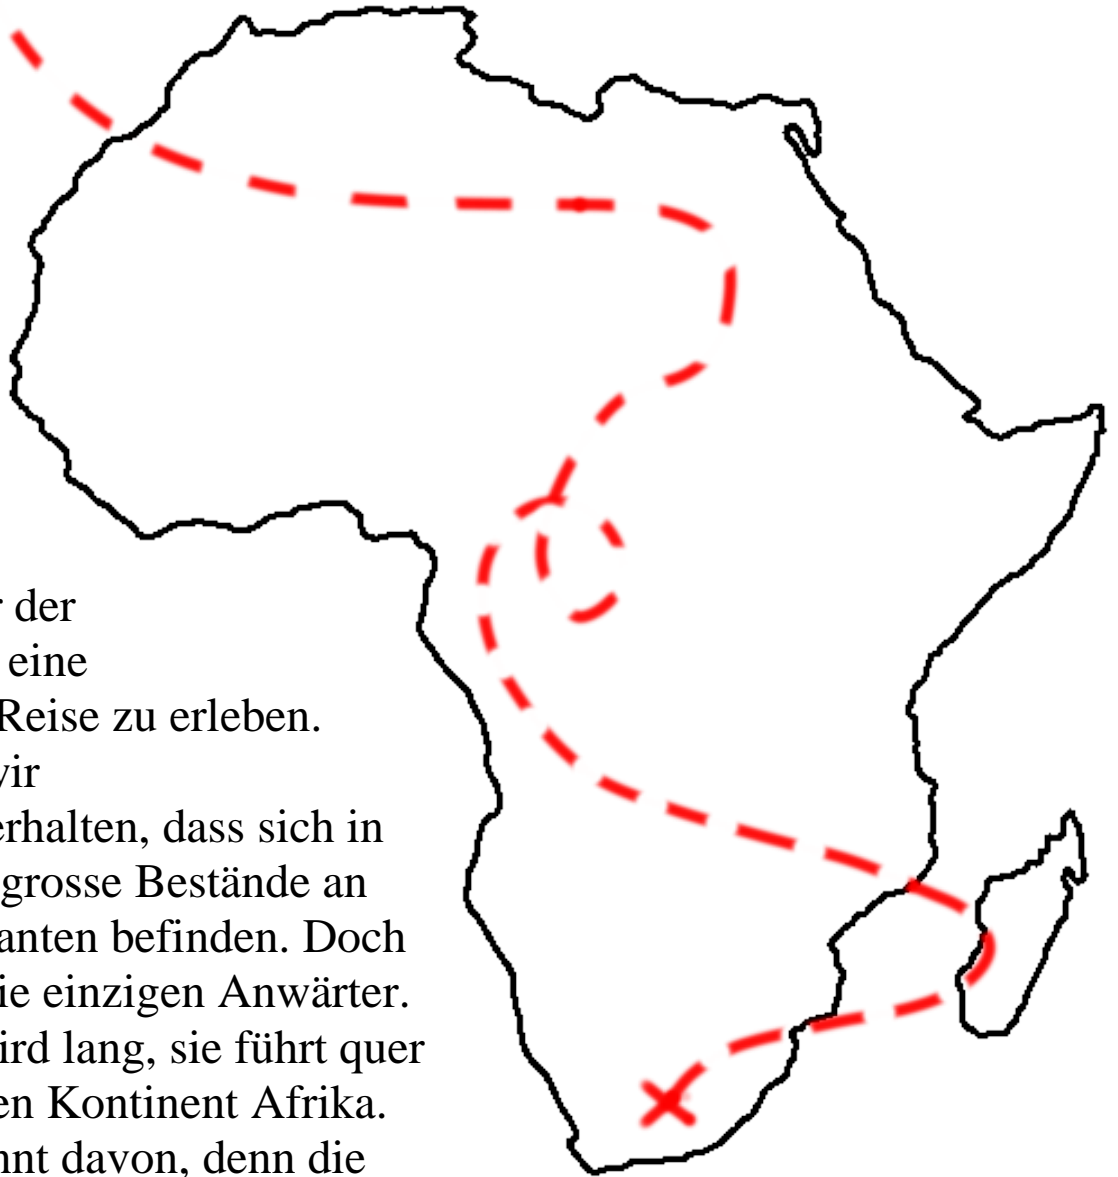 der
eine
Reise zu erleben.
erhalten, dass sich in
grosse Bestände an
anten befinden. Doch
ie einzigen Anwärter.
ird lang, sie führt quer
en Kontinent Afrika.
nnt davon, denn die